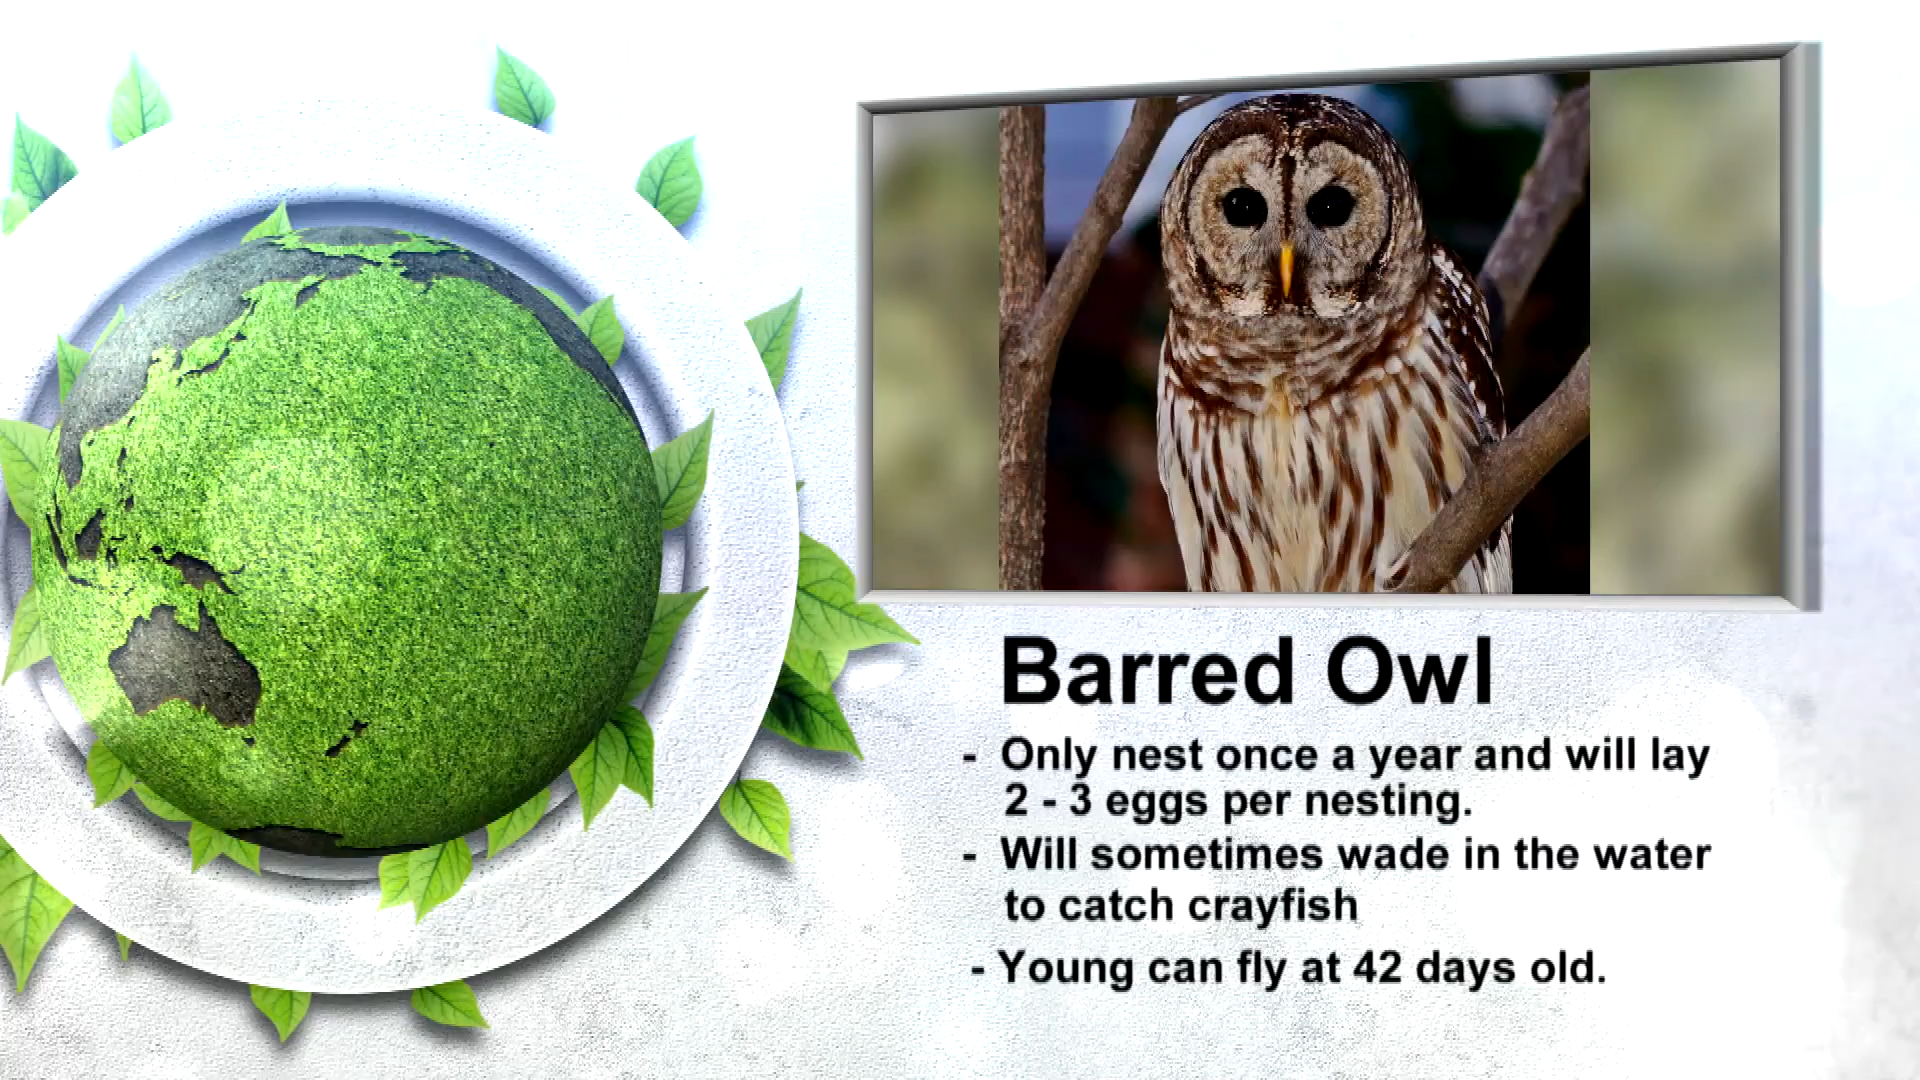 Barred Owl
- Only nest once a year and will lay
2 - 3 eggs per nesting.
- Will sometimes wade in the water
to catch crayfish
- Young can fly at 42 days old.